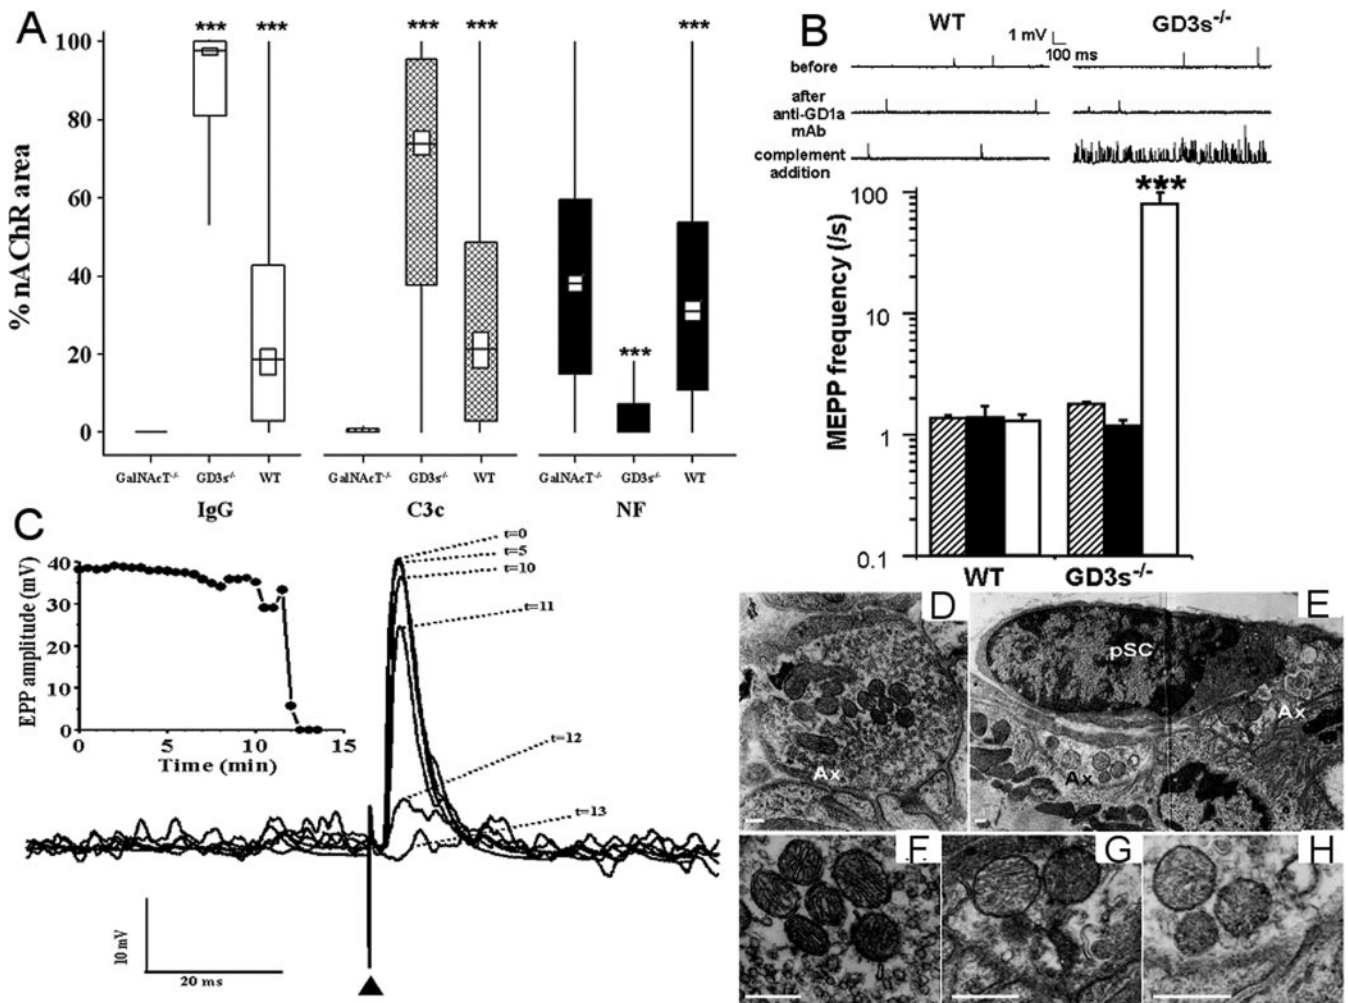 A
***
***
***
***
***
***
100
80
60
40
20
0
% nAChR area
GalNAcT-/-
GD3s-/-
WT
GalNAcT-/-
GD3s-/-
WT
GalNAcT-/-
GD3s-/-
WT
IgG
C3c
NF
B
WT
GD3s-/-
1 mV
100 ms
before
after
anti-GD1a
mAb
complement
addition
***
MEPP frequency (/s)
100
10
1
0.1
WT
GD3s-/-
C
EPP amplitude (mV)
40
30
20
10
0
0
5
10
15
Time (min)
t=0
t=5
t=10
t=11
t=12
t=13
10 mV
20 ms
D
Ax
E
pSC
Ax
Ax
F
G
H